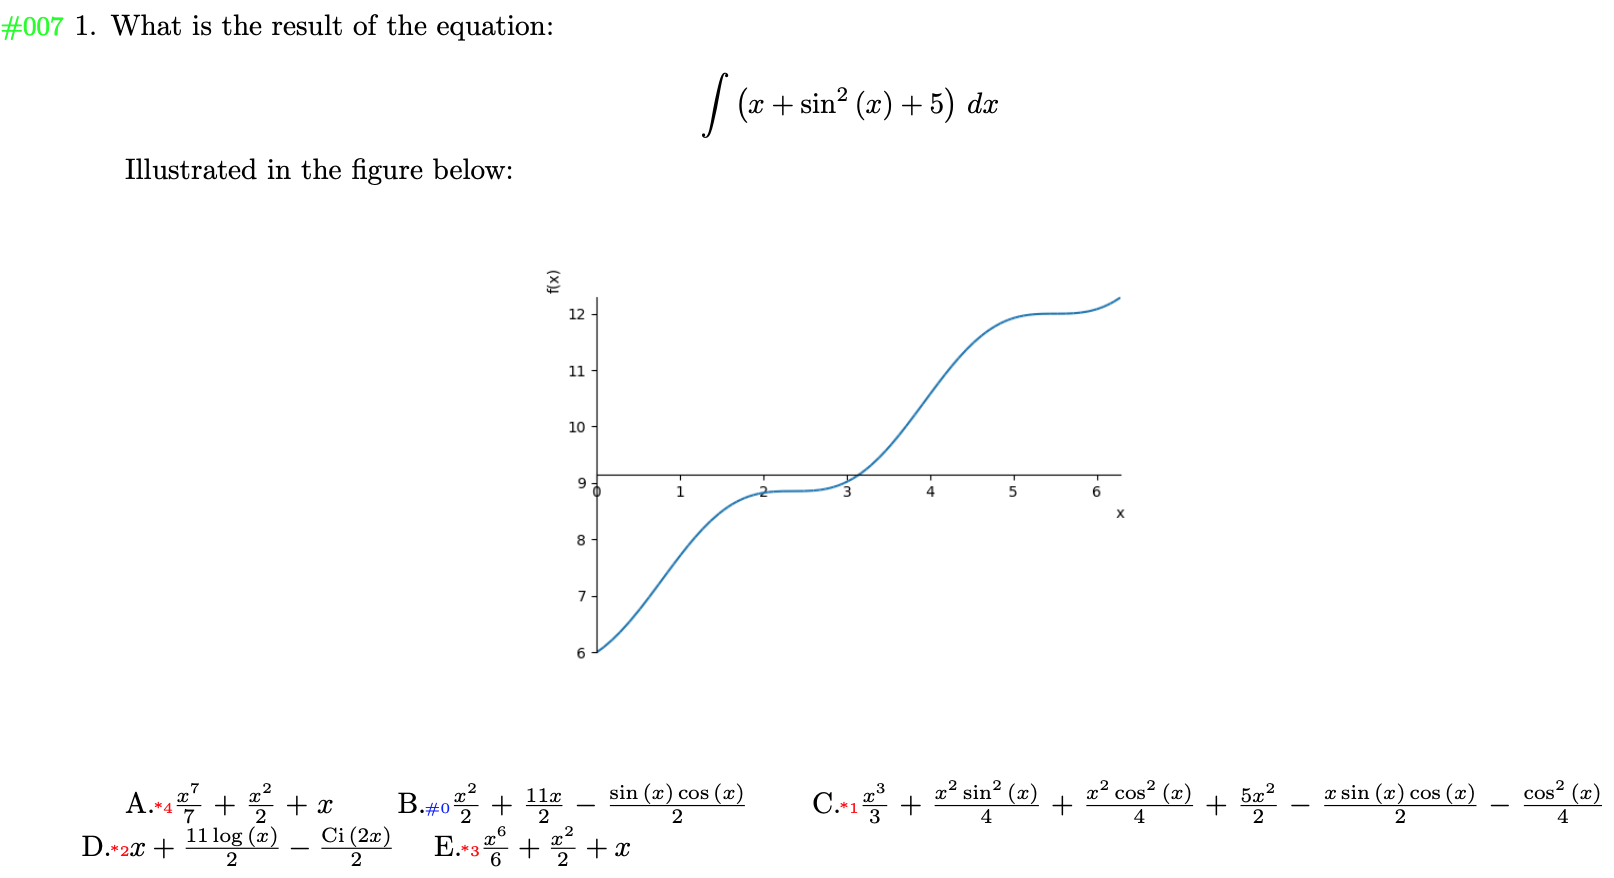 #007 1. What is the result of the equation:
∫ (x + sin² (x) + 5) dx
Illustrated in the figure below:
f(x)
12
11
10
9
0 1 2 3 4 5 6
x
8
7
6
A.*4 x⁷/7 + x²/2 + x B.#0 x²/2 + 11x/2 − sin (x) cos (x)/2 C.*1 x³/3 + x² sin² (x)/4 + x² cos² (x)/4 + 5x²/2 − x sin (x) cos (x)/2 − cos² (x)/4
D.*2 x + 11 log (x)/2 − Ci (2x)/2 E.*3 x⁶/6 + x²/2 + x